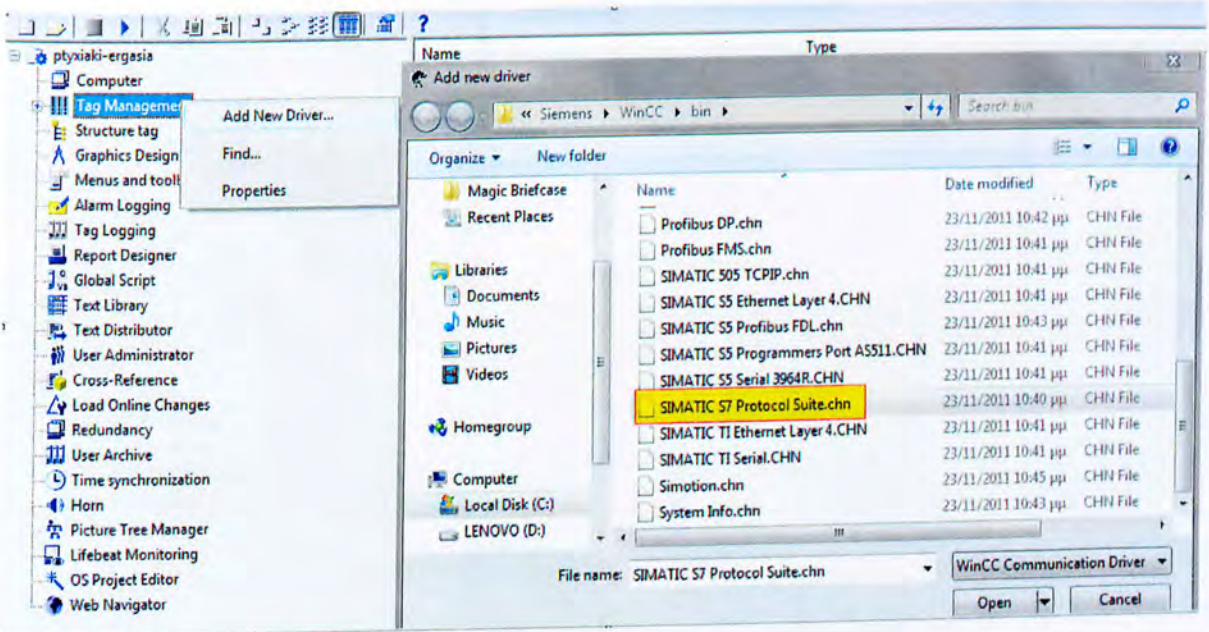 ?
ptyxiaki-ergasia
Computer
Tag Manageme
Structure tag
Graphics Design
Menus and tool
Alarm Logging
Tag Logging
Report Designer
Global Script
Text Library
Text Distributor
User Administrator
Cross-Reference
Load Online Changes
Redundancy
User Archive
Time synchronization
Horn
Picture Tree Manager
Lifebeat Monitoring
OS Project Editor
Web Navigator
Add New Driver...
Find...
Properties
Name Type
Add new driver
« Siemens WinCC bin
Search bin
Organize New folder
Magic Briefcase
Recent Places
Libraries
Documents
Music
Pictures
Videos
Homegroup
Computer
Local Disk (C:)
LENOVO (D:)
Name Date modified Type
Profibus DP.chn 23/11/2011 10:42 μμ CHN File
Profibus FMS.chn 23/11/2011 10:41 μμ CHN File
SIMATIC 505 TCPIP.chn 23/11/2011 10:41 μμ CHN File
SIMATIC S5 Ethernet Layer 4.CHN 23/11/2011 10:41 μμ CHN File
SIMATIC S5 Profibus FDL.chn 23/11/2011 10:43 μμ CHN File
SIMATIC S5 Programmers Port AS511.CHN 23/11/2011 10:41 μμ CHN File
SIMATIC S5 Serial 3964R.CHN 23/11/2011 10:41 μμ CHN File
SIMATIC S7 Protocol Suite.chn 23/11/2011 10:40 μμ CHN File
SIMATIC TI Ethernet Layer 4.CHN 23/11/2011 10:41 μμ CHN File
SIMATIC TI Serial.CHN 23/11/2011 10:41 μμ CHN File
Simotion.chn 23/11/2011 10:45 μμ CHN File
System Info.chn 23/11/2011 10:43 μμ CHN File
File name: SIMATIC S7 Protocol Suite.chn WinCC Communication Driver
Open Cancel